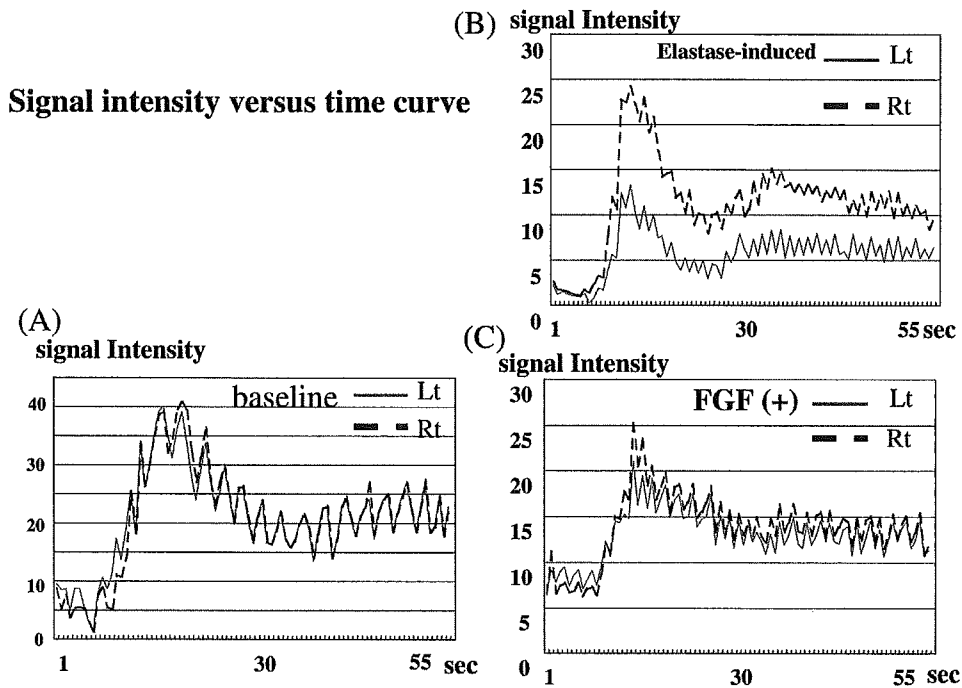 Signal intensity versus time curve
(B) signal Intensity
30
25
20
15
10
5
0
Elastase-induced Lt
Rt
1 30 55 sec
(A)
signal Intensity
40
30
20
10
0
baseline Lt
Rt
1 30 55 sec
(C)
signal Intensity
30
25
20
15
10
5
0
FGF (+) Lt
Rt
1 30 55 sec